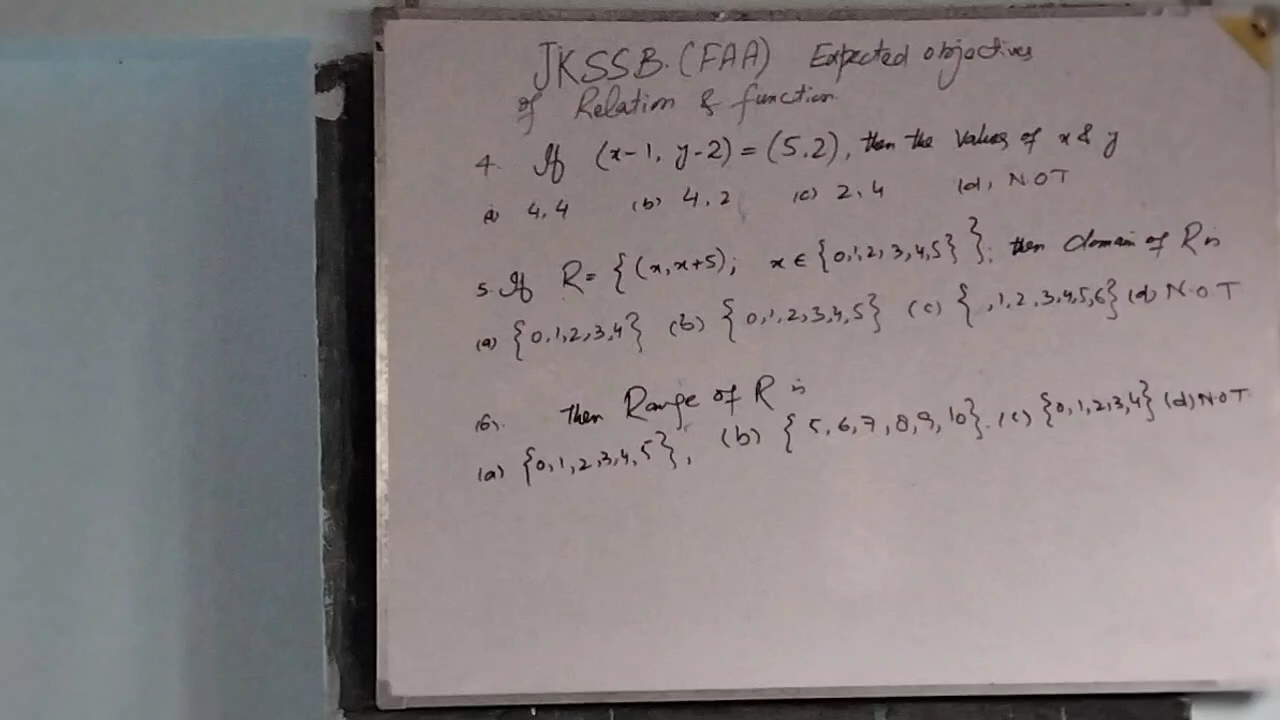 JKSSB. (FAA) Expected objectives
of Relation & function.
4. If (x-1, y-2) = (5,2), then the values of x & y
(a) 4,4 (b) 4,2 (c) 2,4 (d), N.O.T
5. If R = {(x,x+5); x ∈ {0,1,2,3,4,5}}; then domain of R is
(a) {0,1,2,3,4} (b) {0,1,2,3,4,5} (c) { ,1,2,3,4,5,6} (d) N.O.T
(6). then Range of R is
(a) {0,1,2,3,4,5}, (b) {5,6,7,8,9,10}. (c) {0,1,2,3,4} (d) N.O.T